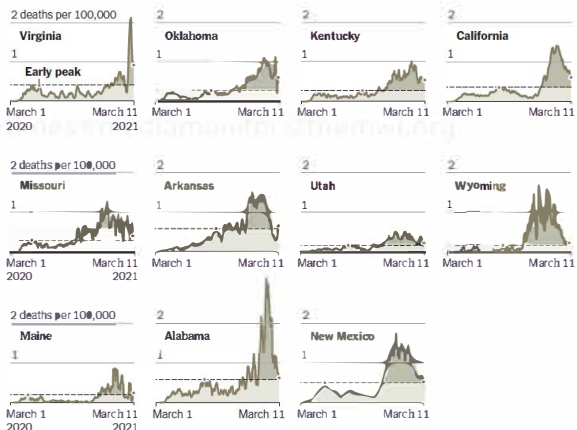 2 deaths per 100,000
2
2
2
Virginia
Oklahoma
Kentucky
California
1
1
1
1
Early peak
March 1
March 11
March 1
March 11
March 1
March 11
March 1
March 11
2020
2021
2 deaths per 100,000
2
2
2
Missouri
Arkansas
Utah
Wyoming
1
1
1
1
March 1
March 11
March 1
March 11
March 1
March 11
March 1
March 11
2020
2021
2 deaths per 100,000
2
2
Maine
Alabama
New Mexico
1
1
1
March 1
March 11
March 1
March 11
March 1
March 11
2020
2021